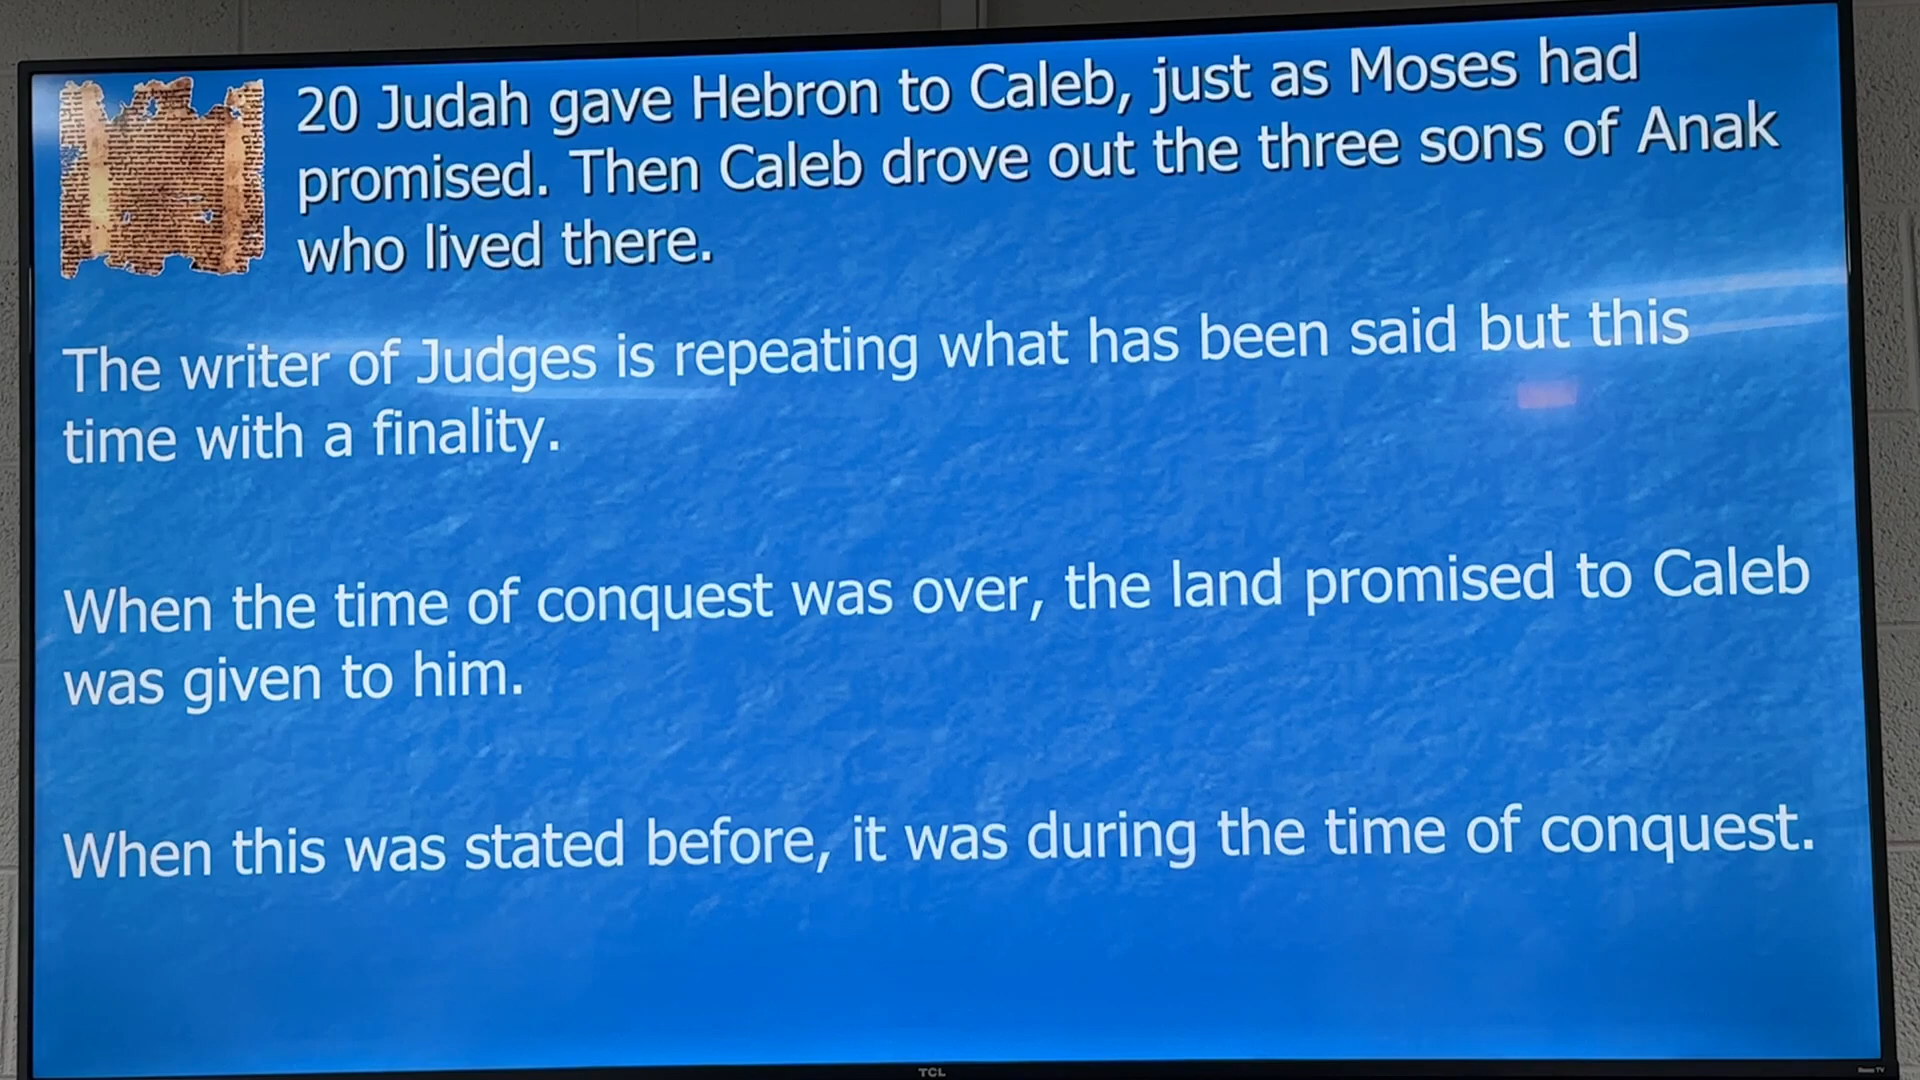 20 Judah gave Hebron to Caleb, just as Moses had
promised. Then Caleb drove out the three sons of Anak
who lived there.
The writer of Judges is repeating what has been said but this
time with a finality.
When the time of conquest was over, the land promised to Caleb
was given to him.
When this was stated before, it was during the time of conquest.
TCL
Roku TV